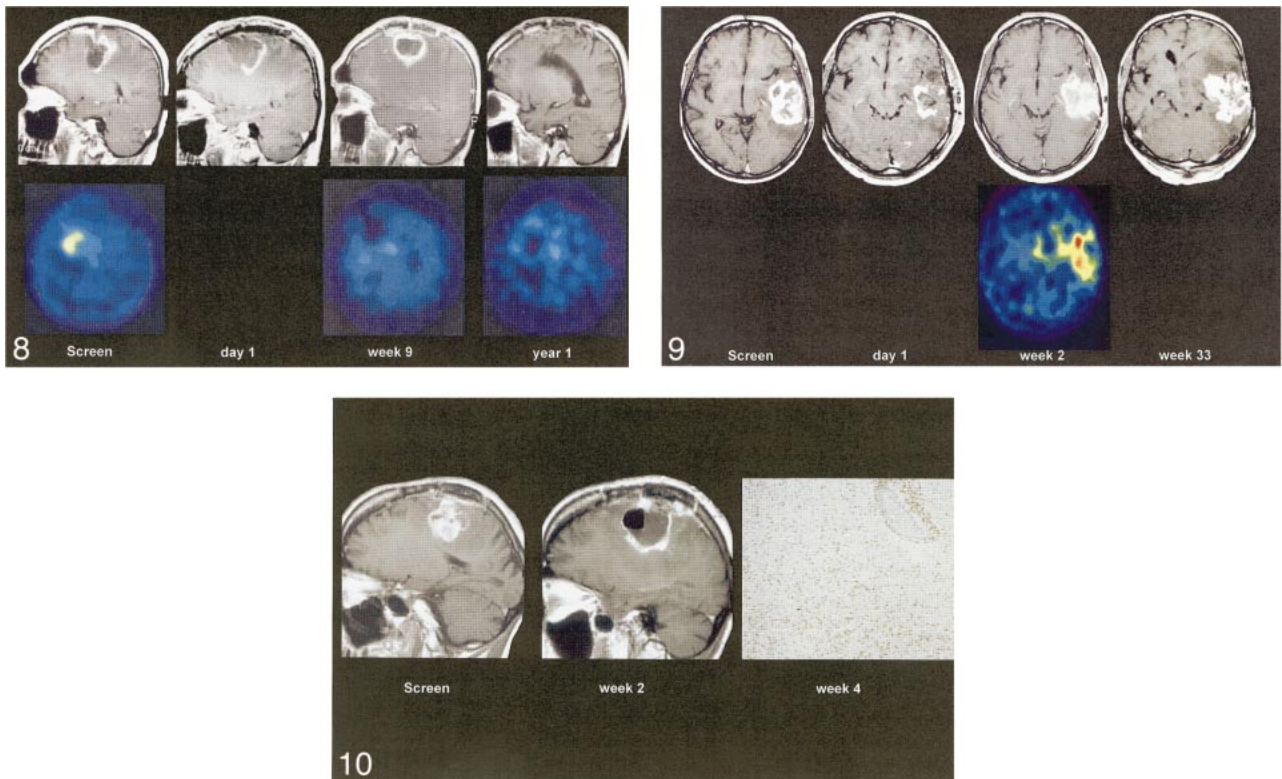 8
Screen day 1 week 9 year 1
9
Screen day 1 week 2 week 33
10
Screen week 2 week 4